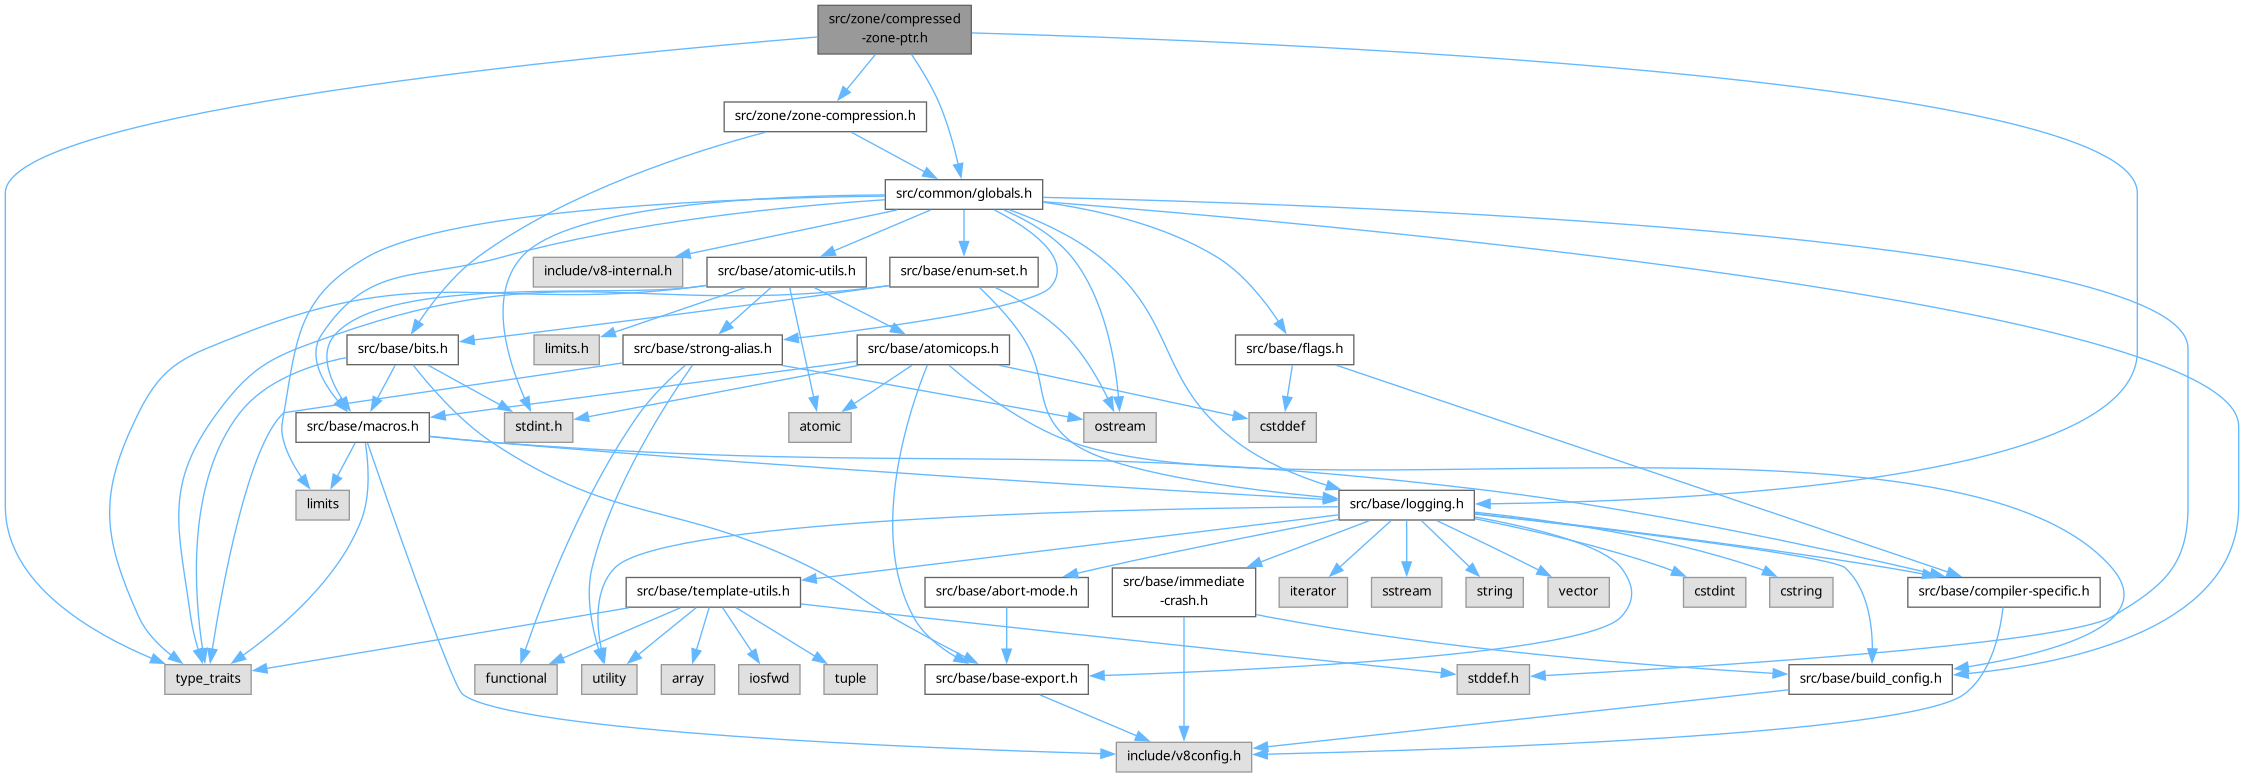 src/zone/compressed
-zone-ptr.h
src/zone/zone-compression.h
src/common/globals.h
include/v8-internal.h
src/base/atomic-utils.h
src/base/enum-set.h
src/base/bits.h
limits.h
src/base/strong-alias.h
src/base/atomicops.h
src/base/flags.h
src/base/macros.h
stdint.h
atomic
ostream
cstddef
limits
src/base/logging.h
src/base/template-utils.h
src/base/abort-mode.h
src/base/immediate
-crash.h
iterator
sstream
string
vector
cstdint
cstring
src/base/compiler-specific.h
type_traits
functional
utility
array
iosfwd
tuple
src/base/base-export.h
stddef.h
src/base/build_config.h
include/v8config.h